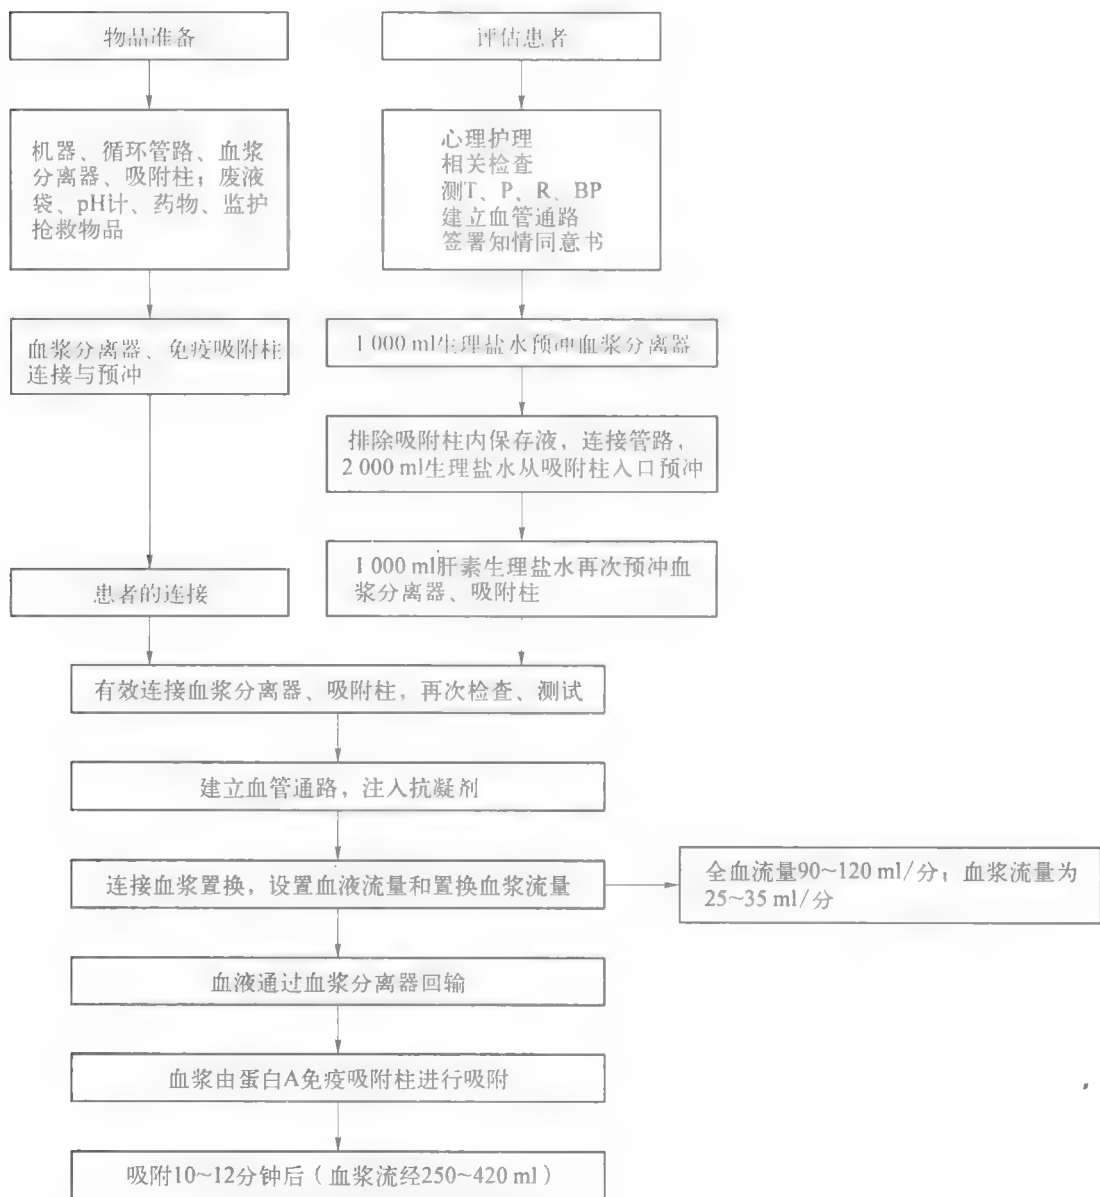 物品准备
评估患者
机器、循环管路、血浆
分离器、吸附柱；废液
袋、pH计、药物、监护
抢救物品
心理护理
相关检查
测T、P、R、BP
建立血管通路
签署知情同意书
血浆分离器、免疫吸附柱
连接与预冲
1 000 ml生理盐水预冲血浆分离器
排除吸附柱内保存液，连接管路，
2 000 ml生理盐水从吸附柱入口预冲
患者的连接
1 000 ml肝素生理盐水再次预冲血
浆分离器、吸附柱
有效连接血浆分离器、吸附柱，再次检查、测试
建立血管通路，注入抗凝剂
连接血浆置换，设置血液流量和置换血浆流量
全血流量90~120 ml/分；血浆流量为
25~35 ml/分
血液通过血浆分离器回输
血浆由蛋白A免疫吸附柱进行吸附
吸附10~12分钟后（血浆流经250~420 ml）